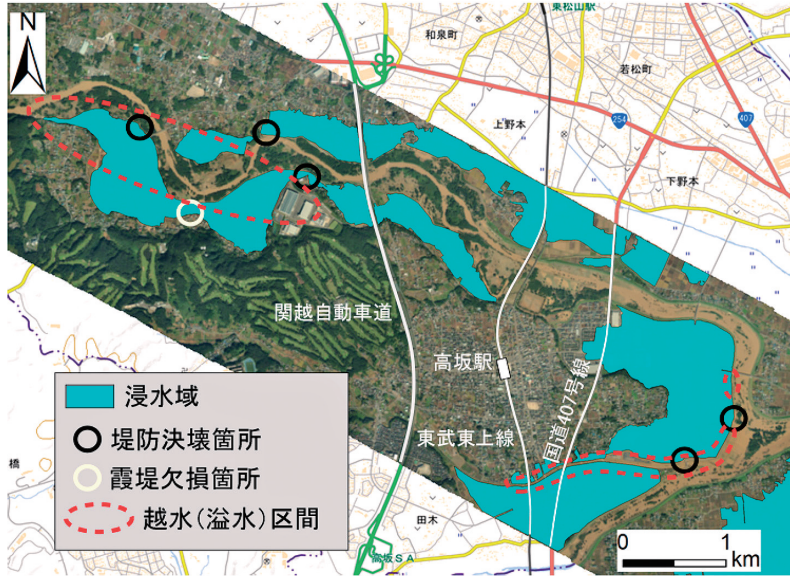 東松山駅
N
和泉町
若松町
上野本
254
407
下野本
関越自動車道
高坂駅
国道407号線
東武東上線
浸水域
堤防決壊箇所
霞堤欠損箇所
越水(溢水)区間
橋
田木
高坂SA
0 1
km